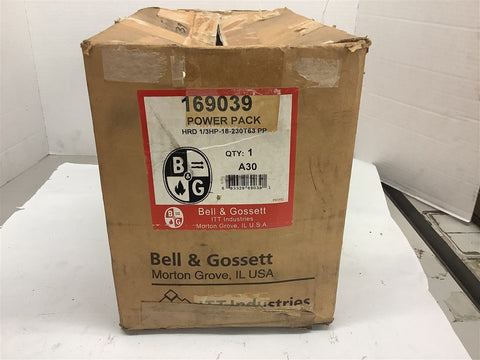 169039
POWER PACK
HRD 1/3HP-18-230T63 PP
QTY: 1
A30
B & G
Bell & Gossett
ITT Industries
Morton Grove, IL U.S.A.
B & G
Bell & Gossett
Morton Grove, IL USA
ITT Industries